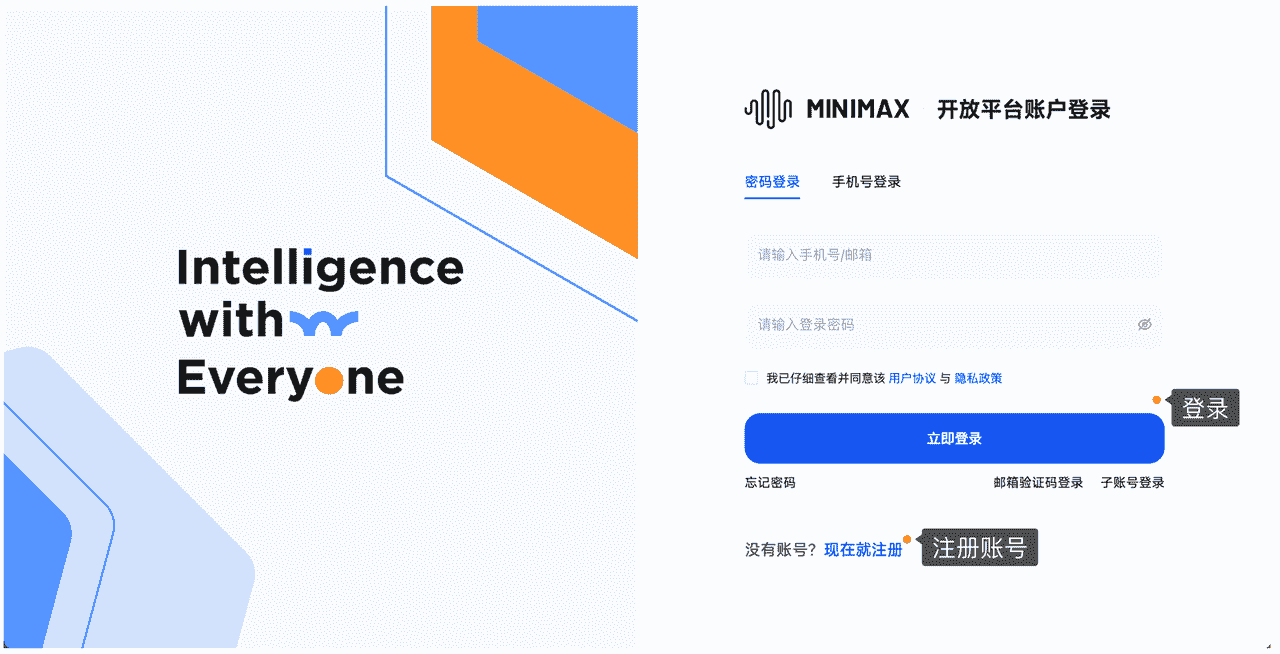 Intelligence
with
Everyone
MINIMAX 开放平台账户登录
密码登录 手机号登录
请输入手机号/邮箱
请输入登录密码
我已仔细查看并同意该 用户协议 与 隐私政策
登录
立即登录
忘记密码 邮箱验证码登录 子账号登录
没有账号？现在就注册 注册账号